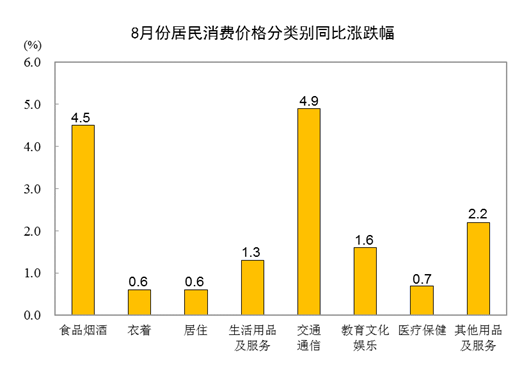 8月份居民消费价格分类别同比涨跌幅
(%)
6.0
5.0
4.0
3.0
2.0
1.0
0.0
4.5
0.6
0.6
1.3
4.9
1.6
0.7
2.2
食品烟酒
衣着
居住
生活用品
及服务
交通
通信
教育文化
娱乐
医疗保健
其他用品
及服务